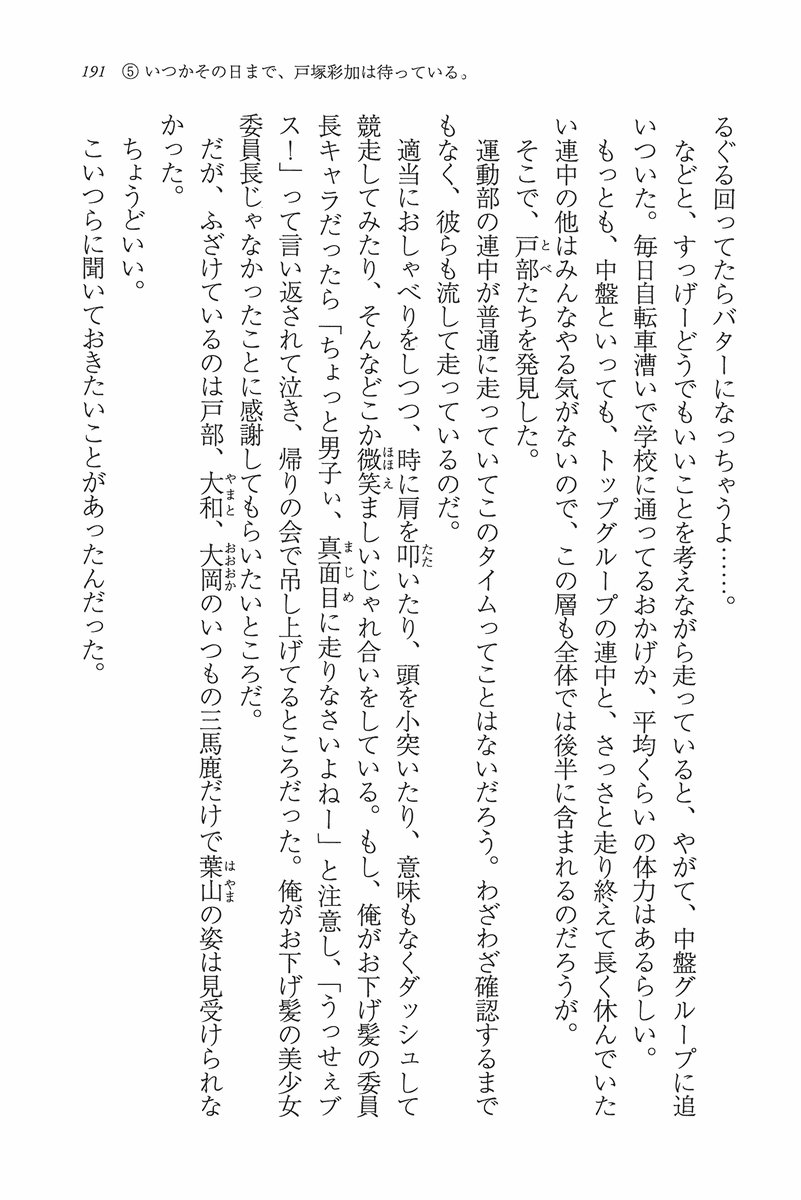 191　⑤いつかその日まで、戸塚彩加は待っている。
るぐる回ってたらバターになっちゃうよ……。
　などと、すっげーどうでもいいことを考えながら走っていると、やがて、中盤グループに追
いついた。毎日自転車漕いで学校に通ってるおかげか、平均くらいの体力はあるらしい。
　もっとも、中盤といっても、トップグループの連中と、さっさと走り終えて長く休んでいた
い連中の他はみんなやる気がないので、この層も全体では後半に含まれるのだろうが。
　そこで、戸部たちを発見した。
　運動部の連中が普通に走っていてこのタイムってことはないだろう。わざわざ確認するまで
もなく、彼らも流して走っているのだ。
　適当におしゃべりをしつつ、時に肩を叩いたり、頭を小突いたり、意味もなくダッシュして
競走してみたり、そんなどこか微笑ましいじゃれ合いをしている。もし、俺がお下げ髪の委員
長キャラだったら「ちょっと男子ぃ、真面目に走りなさいよねー」と注意し、「うっせぇブ
ス！」って言い返されて泣き、帰りの会で吊し上げてるところだった。俺がお下げ髪の美少女
委員長じゃなかったことに感謝してもらいたいところだ。
　だが、ふざけているのは戸部、大和、大岡のいつもの三馬鹿だけで葉山の姿は見受けられな
かった。
　ちょうどいい。
　こいつらに聞いておきたいことがあったんだった。